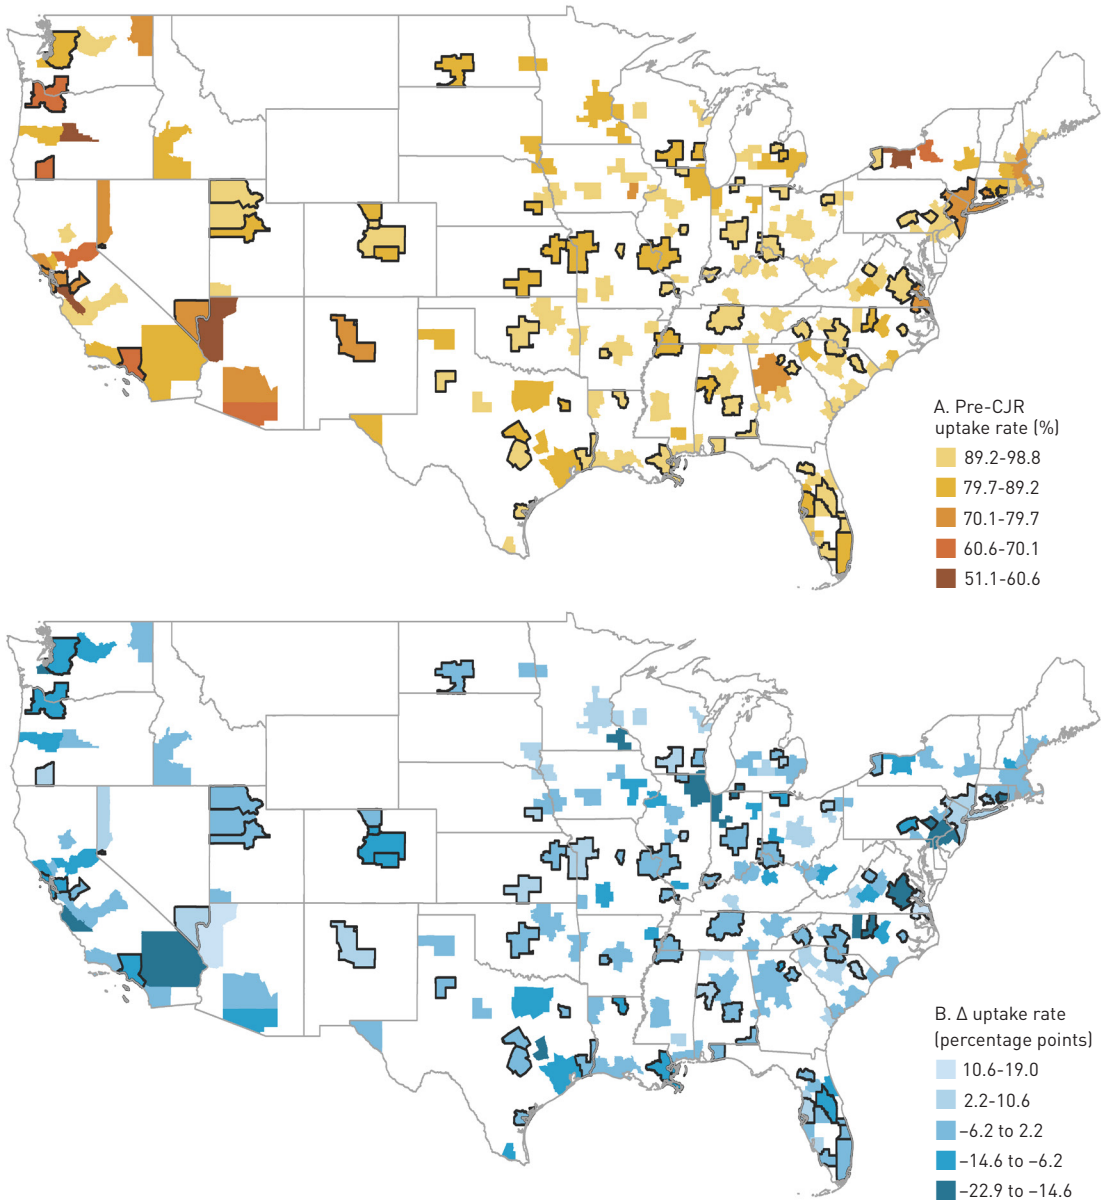 A. Pre-CJR
uptake rate (%)
89.2-98.8
79.7-89.2
70.1-79.7
60.6-70.1
51.1-60.6
B. Δ uptake rate
(percentage points)
10.6-19.0
2.2-10.6
−6.2 to 2.2
−14.6 to −6.2
−22.9 to −14.6